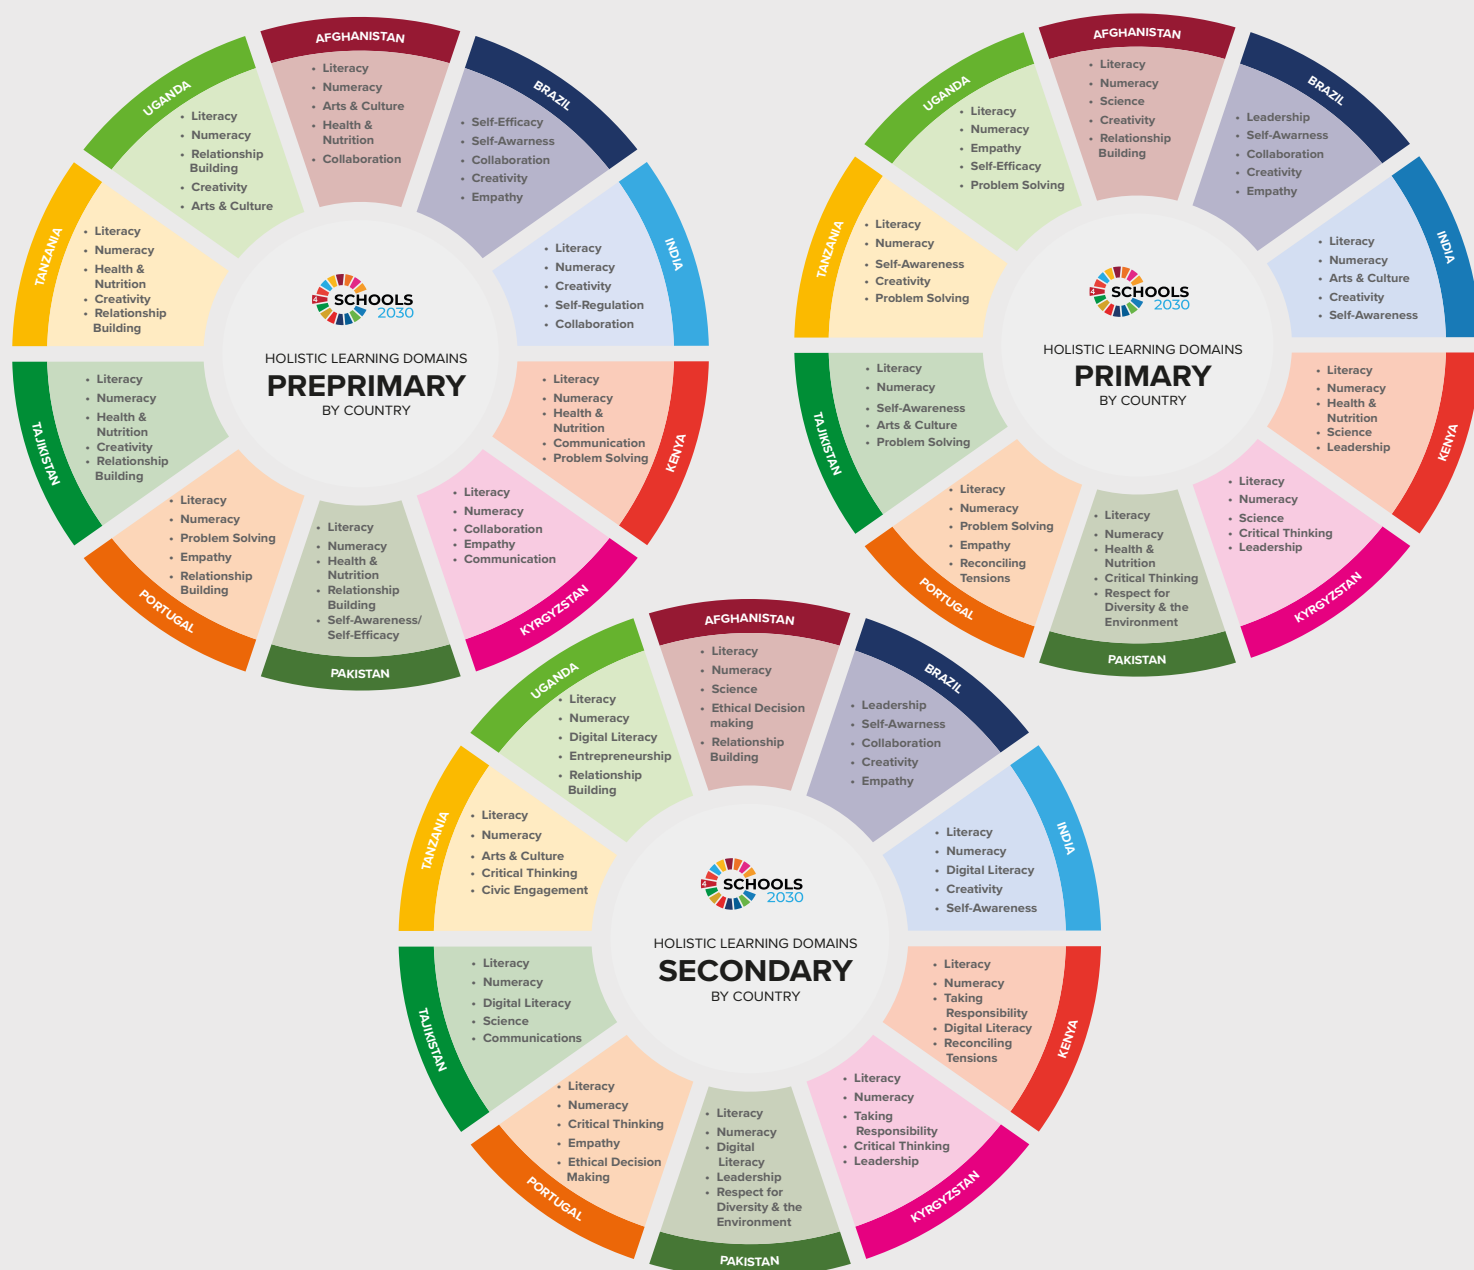 AFGHANISTAN
• Literacy
• Numeracy
• Arts & Culture
• Health &
Nutrition
• Collaboration
BRAZIL
• Self-Efficacy
• Self-Awarness
• Collaboration
• Creativity
• Empathy
INDIA
• Literacy
• Numeracy
• Creativity
• Self-Regulation
• Collaboration
KENYA
• Literacy
• Numeracy
• Health &
Nutrition
• Communication
• Problem Solving
KYRGYZSTAN
• Literacy
• Numeracy
• Collaboration
• Empathy
• Communication
PAKISTAN
• Literacy
• Numeracy
• Health &
Nutrition
• Relationship
Building
• Self-Awareness/
Self-Efficacy
PORTUGAL
• Literacy
• Numeracy
• Problem Solving
• Empathy
• Relationship
Building
TAJIKISTAN
• Literacy
• Numeracy
• Health &
Nutrition
• Creativity
• Relationship
Building
TANZANIA
• Literacy
• Numeracy
• Health &
Nutrition
• Creativity
• Relationship
Building
UGANDA
• Literacy
• Numeracy
• Relationship
Building
• Creativity
• Arts & Culture
4
SCHOOLS
2030
HOLISTIC LEARNING DOMAINS
PREPRIMARY
BY COUNTRY
AFGHANISTAN
• Literacy
• Numeracy
• Science
• Creativity
• Relationship
Building
BRAZIL
• Leadership
• Self-Awarness
• Collaboration
• Creativity
• Empathy
INDIA
• Literacy
• Numeracy
• Arts & Culture
• Creativity
• Self-Awareness
KENYA
• Literacy
• Numeracy
• Health &
Nutrition
• Science
• Leadership
KYRGYZSTAN
• Literacy
• Numeracy
• Science
• Critical Thinking
• Leadership
PAKISTAN
• Literacy
• Numeracy
• Health &
Nutrition
• Critical Thinking
• Respect for
Diversity & the
Environment
PORTUGAL
• Literacy
• Numeracy
• Problem Solving
• Empathy
• Reconciling
Tensions
TAJIKISTAN
• Literacy
• Numeracy
• Self-Awareness
• Arts & Culture
• Problem Solving
TANZANIA
• Literacy
• Numeracy
• Self-Awareness
• Creativity
• Problem Solving
UGANDA
• Literacy
• Numeracy
• Empathy
• Self-Efficacy
• Problem Solving
4
SCHOOLS
2030
HOLISTIC LEARNING DOMAINS
PRIMARY
BY COUNTRY
AFGHANISTAN
• Literacy
• Numeracy
• Science
• Ethical Decision
making
• Relationship
Building
BRAZIL
• Leadership
• Self-Awarness
• Collaboration
• Creativity
• Empathy
INDIA
• Literacy
• Numeracy
• Digital Literacy
• Creativity
• Self-Awareness
KENYA
• Literacy
• Numeracy
• Taking
Responsibility
• Digital Literacy
• Reconciling
Tensions
KYRGYZSTAN
• Literacy
• Numeracy
• Taking
Responsibility
• Critical Thinking
• Leadership
PAKISTAN
• Literacy
• Numeracy
• Digital
Literacy
• Leadership
• Respect for
Diversity & the
Environment
PORTUGAL
• Literacy
• Numeracy
• Critical Thinking
• Empathy
• Ethical Decision
Making
TAJIKISTAN
• Literacy
• Numeracy
• Digital Literacy
• Science
• Communications
TANZANIA
• Literacy
• Numeracy
• Arts & Culture
• Critical Thinking
• Civic Engagement
UGANDA
• Literacy
• Numeracy
• Digital Literacy
• Entrepreneurship
• Relationship
Building
4
SCHOOLS
2030
HOLISTIC LEARNING DOMAINS
SECONDARY
BY COUNTRY